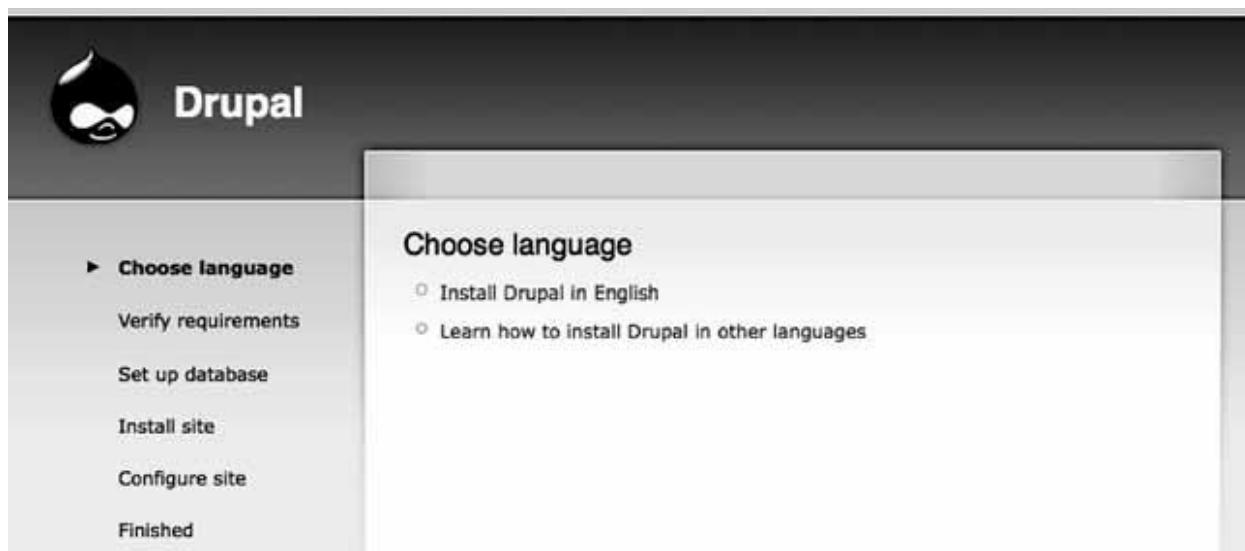 Drupal
Choose language
Verify requirements
Set up database
Install site
Configure site
Finished
Choose language
Install Drupal in English
Learn how to install Drupal in other languages